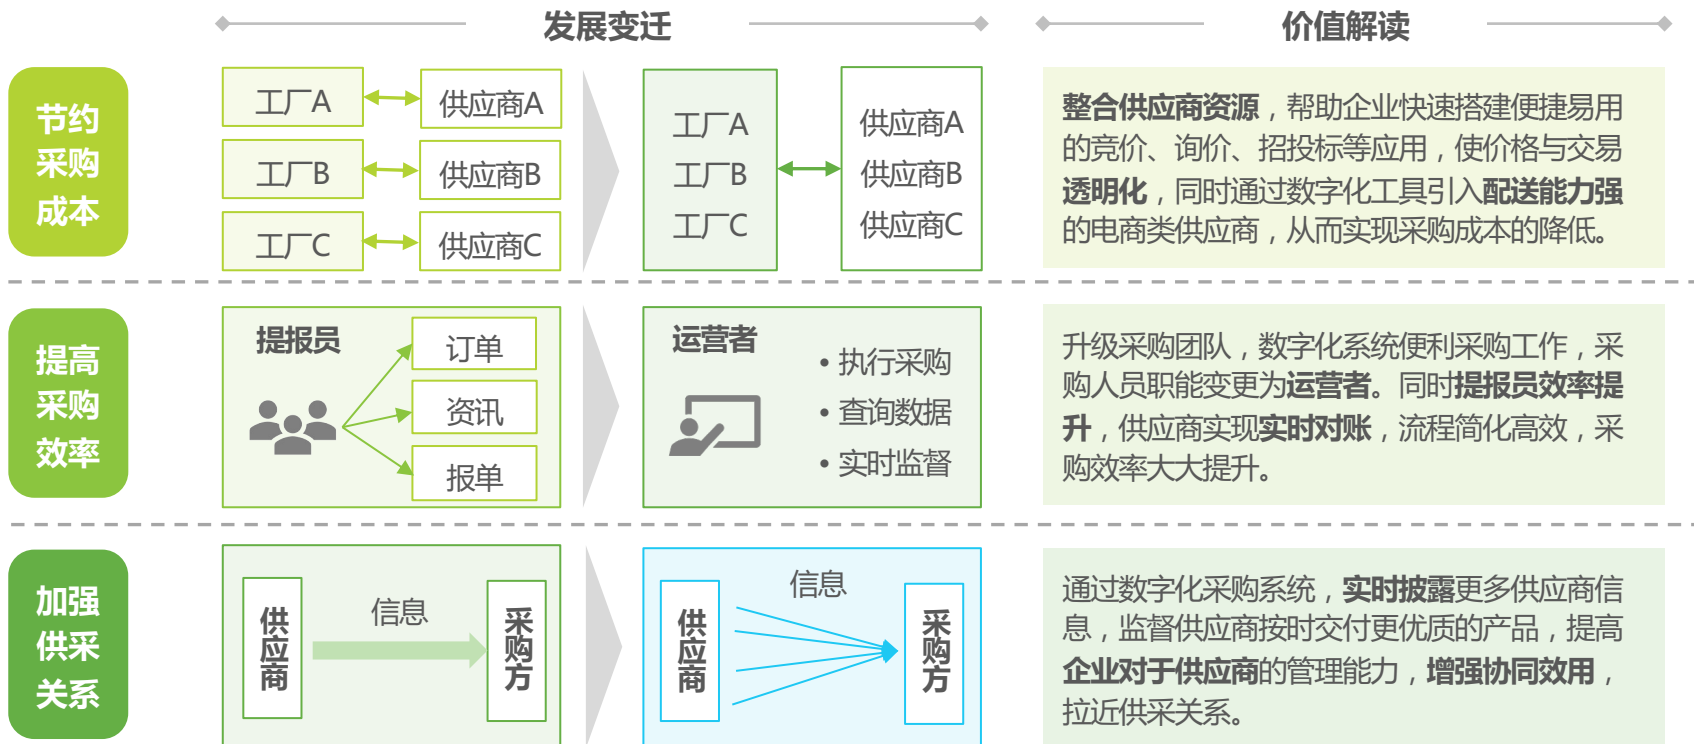 发展变迁
价值解读
节约
采购
成本
工厂A
供应商A
工厂B
供应商B
工厂C
供应商C
工厂A
工厂B
工厂C
供应商A
供应商B
供应商C
整合供应商资源，帮助企业快速搭建便捷易用
的竞价、询价、招投标等应用，使价格与交易
透明化，同时通过数字化工具引入配送能力强
的电商类供应商，从而实现采购成本的降低。
提高
采购
效率
提报员
订单
资讯
报单
运营者
• 执行采购
• 查询数据
• 实时监督
升级采购团队，数字化系统便利采购工作，采
购人员职能变更为运营者。同时提报员效率提
升，供应商实现实时对账，流程简化高效，采
购效率大大提升。
加强
供采
关系
供应商
信息
采购方
供应商
信息
采购方
通过数字化采购系统，实时披露更多供应商信
息，监督供应商按时交付更优质的产品，提高
企业对于供应商的管理能力，增强协同效用，
拉近供采关系。